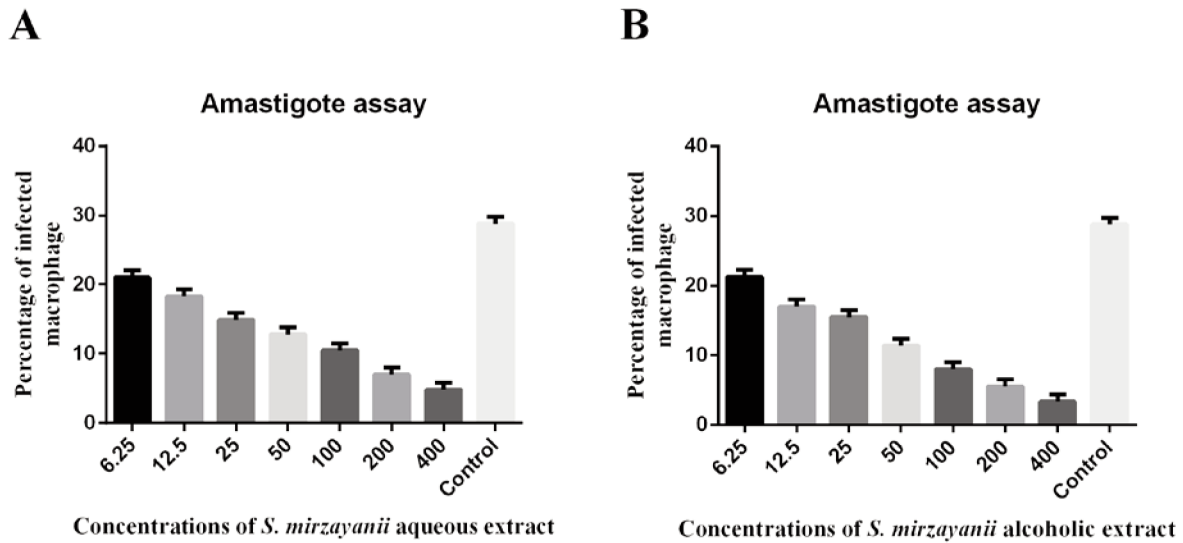 A
Amastigote assay
Percentage of infected
macrophage
40
30
20
10
0
6.25
12.5
25
50
100
200
400
Control
Concentrations of S. mirzayanii aqueous extract
B
Amastigote assay
Percentage of infected
macrophage
40
30
20
10
0
6.25
12.5
25
50
100
200
400
Control
Concentrations of S. mirzayanii alcoholic extract